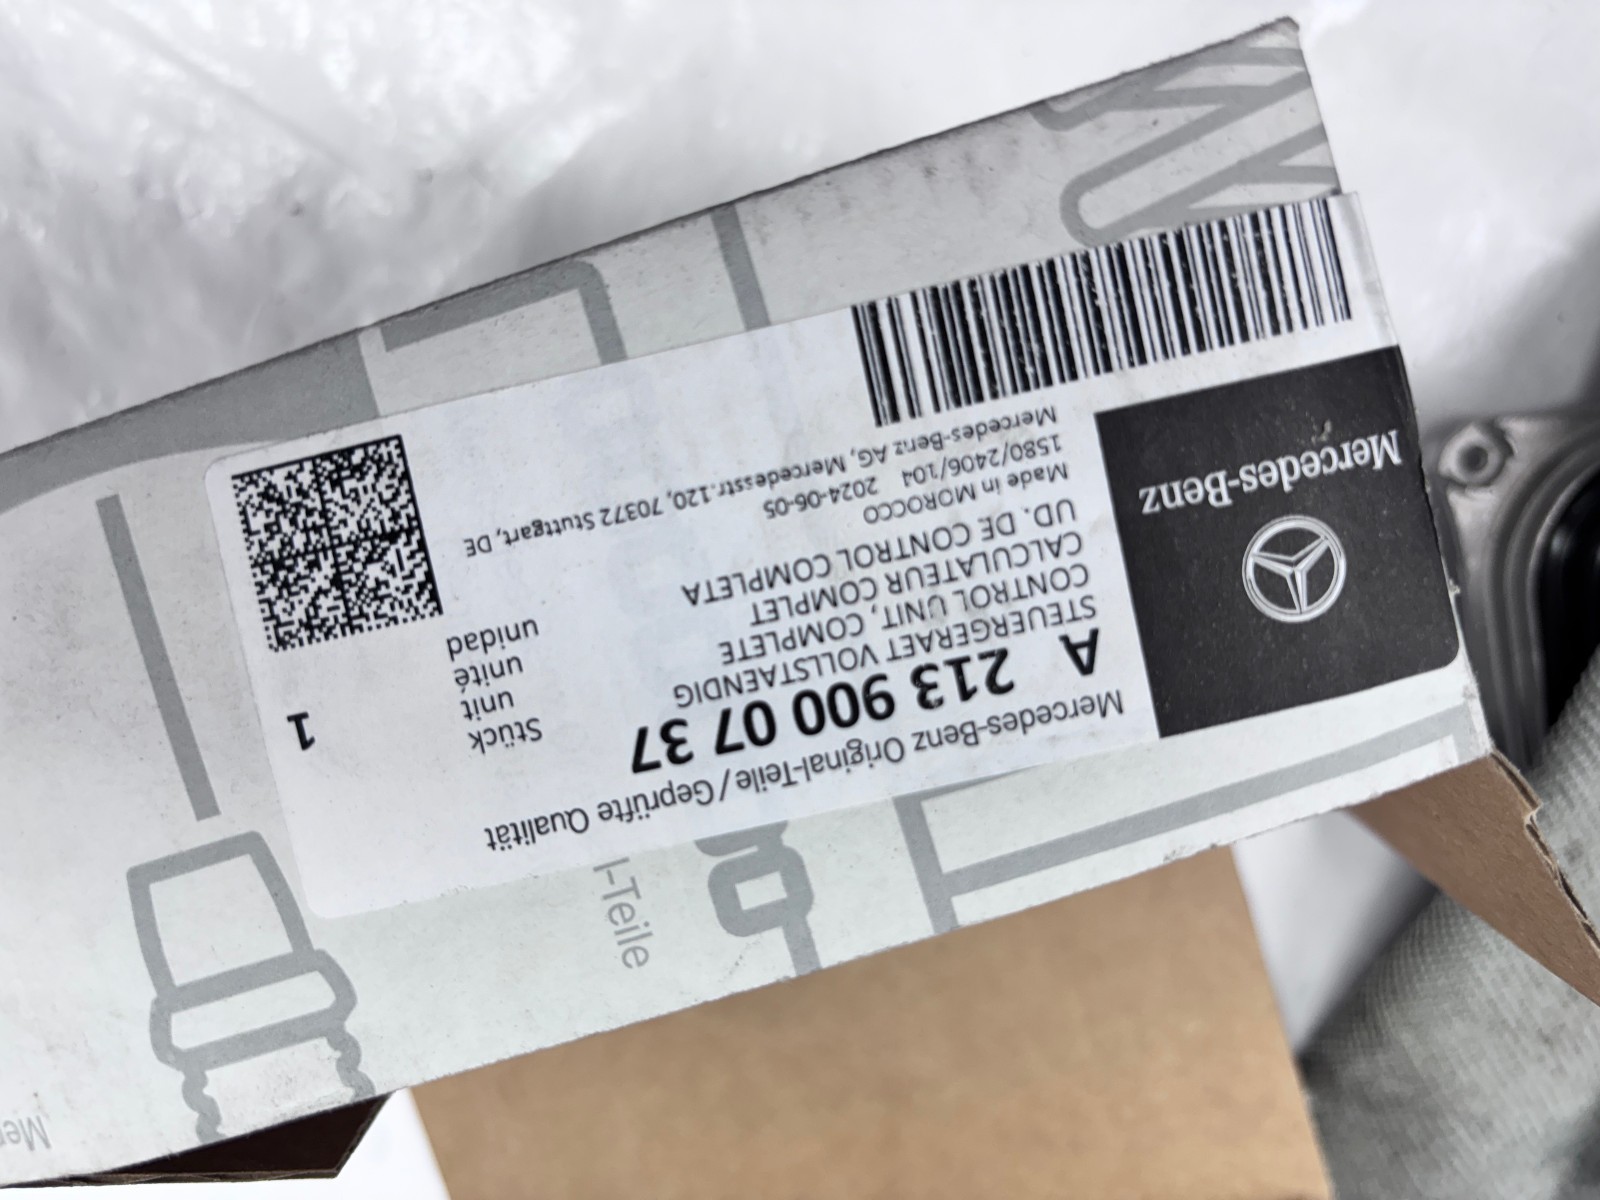 Mercedes-Benz Original-Teile / Geprüfte Qualität
A 213 900 07 37
STEUERGERAET VOLLSTAENDIG
CONTROL UNIT, COMPLETE
CALCULATEUR COMPLET
UD. DE CONTROL COMPLETA
Made in MOROCCO
1580/2406/104 2024-06-05
Mercedes-Benz AG, Mercedesstr.120, 70372 Stuttgart, DE
Stück
unit
unité
unidad
1
Mercedes-Benz
l-Teile